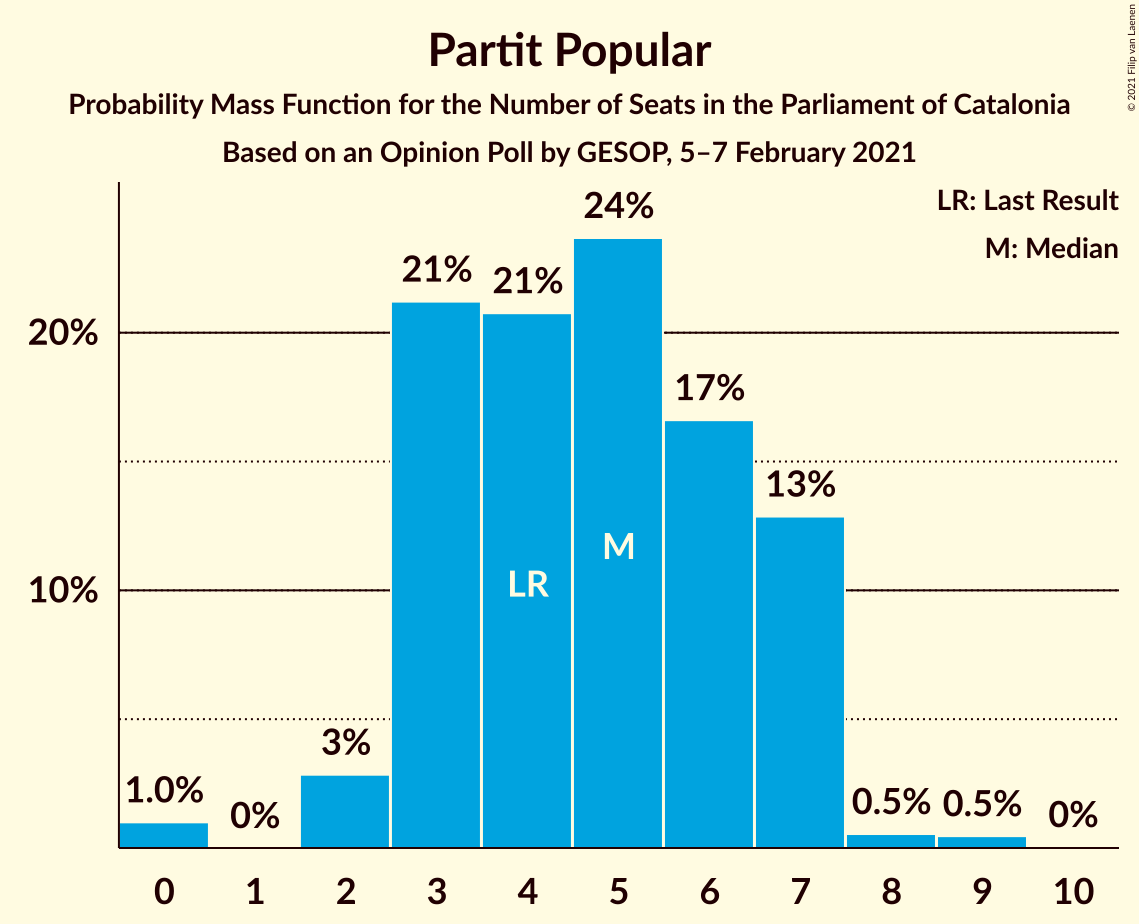 Partit Popular
Probability Mass Function for the Number of Seats in the Parliament of Catalonia
Based on an Opinion Poll by GESOP, 5–7 February 2021
© 2021 Filip van Laenen
LR: Last Result
M: Median
20%
10%
1.0%
0%
3%
21%
21%
24%
17%
13%
0.5%
0.5%
0%
LR
M
0 1 2 3 4 5 6 7 8 9 10